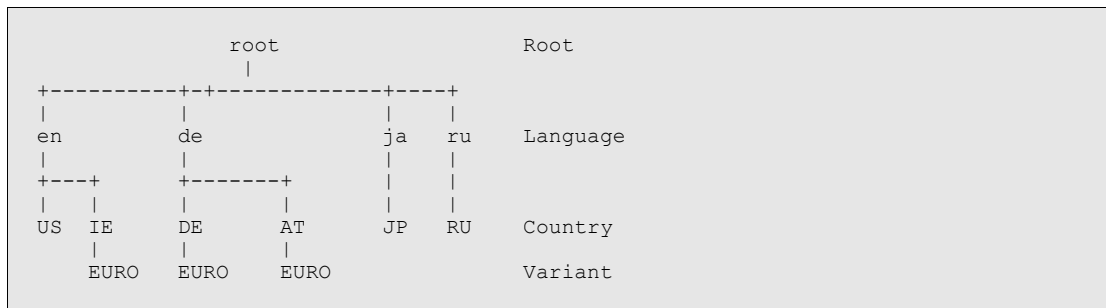 root Root
|
+----------+-+-------------+----+
| | | |
en de ja ru Language
| | | |
+---+ +-------+ | |
| | | | | |
US IE DE AT JP RU Country
| | |
EURO EURO EURO Variant